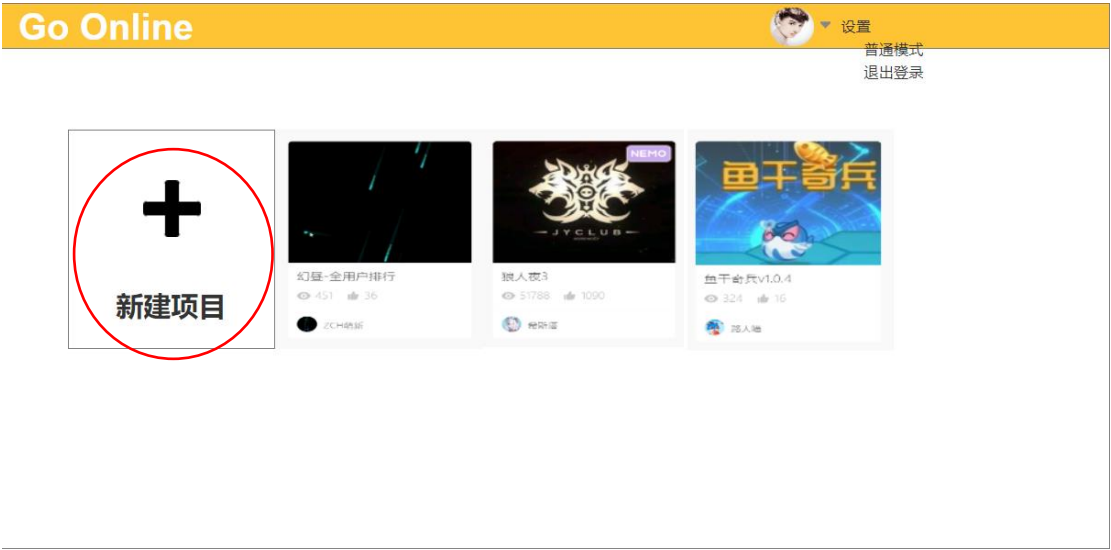 Go Online
设置
普通模式
退出登录
新建项目
NEMO
JYCLUB
鱼干奇兵
幻昼-全用户排行
451 36
ZCH萌新
狼人夜3
51788 1090
鱼干奇兵v1.0.4
324 16
路人喵